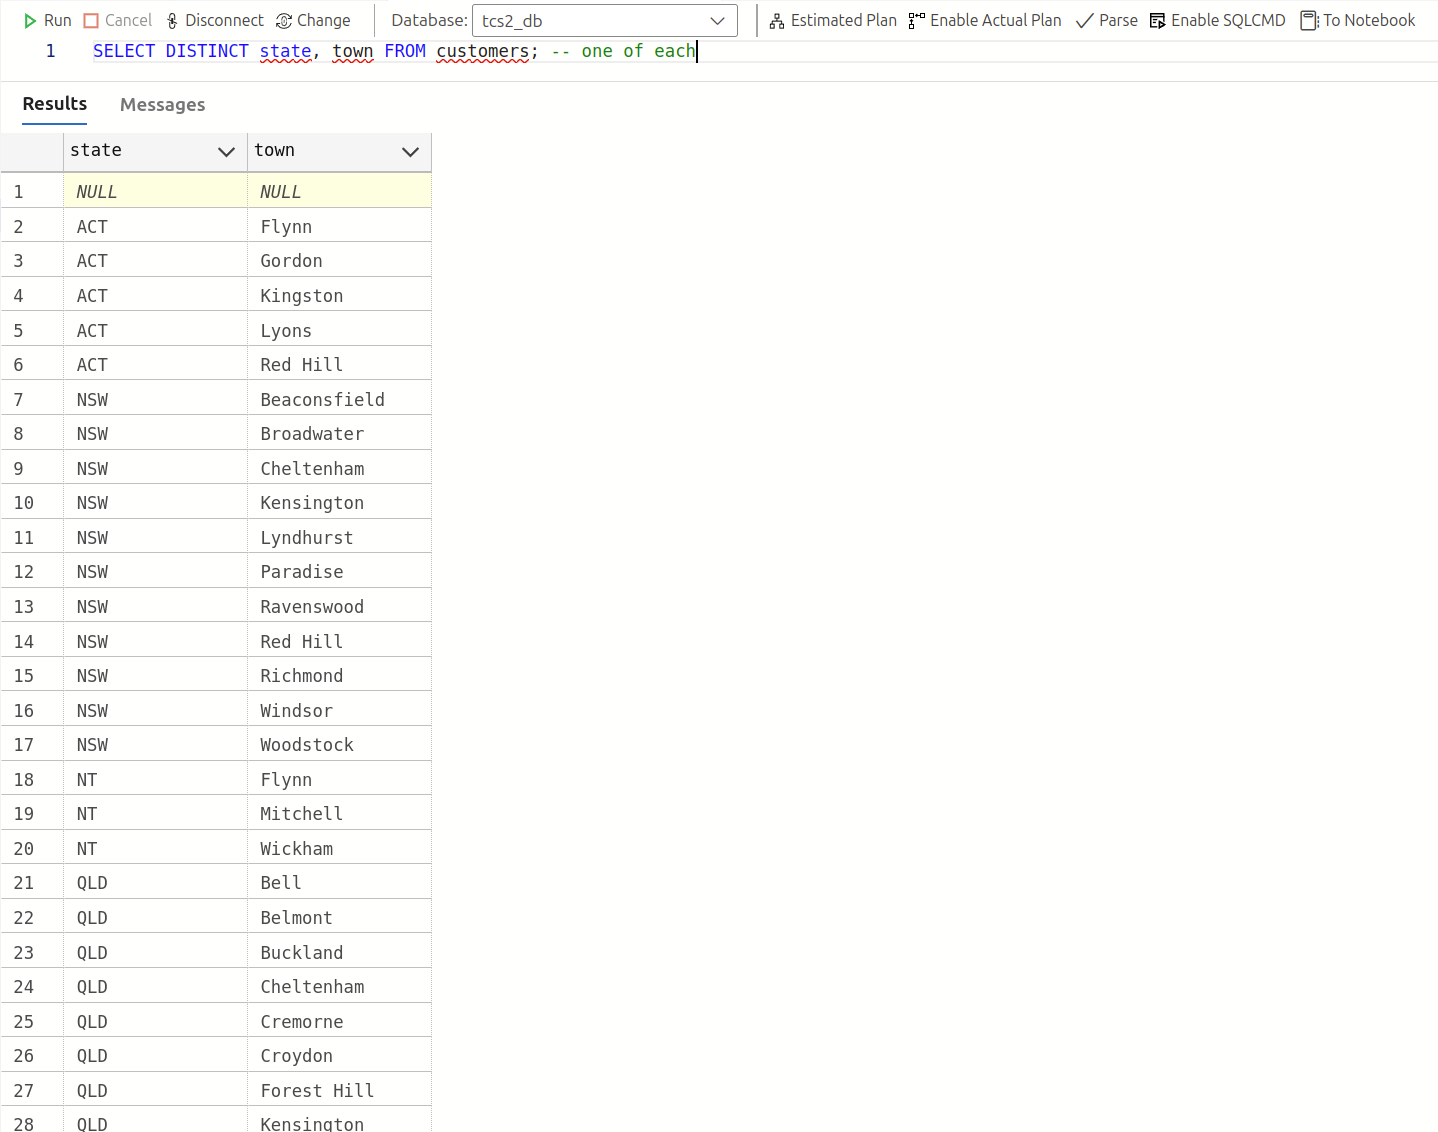 Run Cancel Disconnect Change Database: tcs2_db Estimated Plan Enable Actual Plan Parse Enable SQLCMD To Notebook
1 SELECT DISTINCT state, town FROM customers; -- one of each
Results Messages
state town
1 NULL NULL
2 ACT Flynn
3 ACT Gordon
4 ACT Kingston
5 ACT Lyons
6 ACT Red Hill
7 NSW Beaconsfield
8 NSW Broadwater
9 NSW Cheltenham
10 NSW Kensington
11 NSW Lyndhurst
12 NSW Paradise
13 NSW Ravenswood
14 NSW Red Hill
15 NSW Richmond
16 NSW Windsor
17 NSW Woodstock
18 NT Flynn
19 NT Mitchell
20 NT Wickham
21 QLD Bell
22 QLD Belmont
23 QLD Buckland
24 QLD Cheltenham
25 QLD Cremorne
26 QLD Croydon
27 QLD Forest Hill
28 QLD Kensington